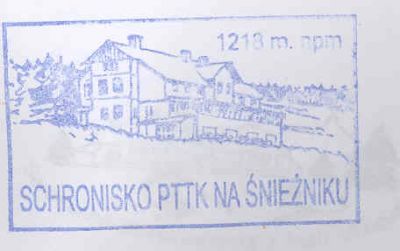 1218 m. npm
SCHRONISKO PTTK NA ŚNIEŻNIKU